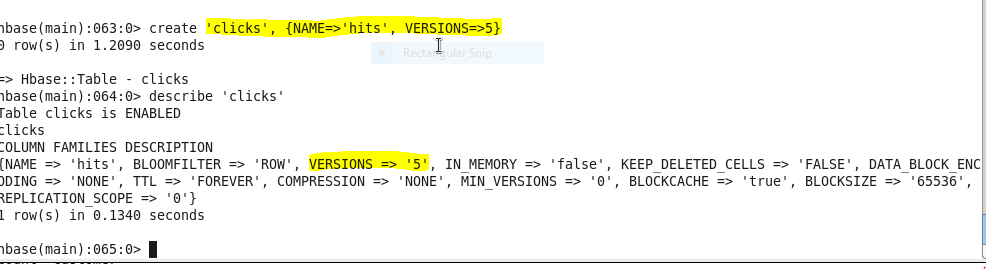 hbase(main):063:0> create 'clicks', {NAME=>'hits', VERSIONS=>5}
0 row(s) in 1.2090 seconds
Rectangular Snip
=> Hbase::Table - clicks
hbase(main):064:0> describe 'clicks'
Table clicks is ENABLED
clicks
COLUMN FAMILIES DESCRIPTION
{NAME => 'hits', BLOOMFILTER => 'ROW', VERSIONS => '5', IN_MEMORY => 'false', KEEP_DELETED_CELLS => 'FALSE', DATA_BLOCK_ENC
ODING => 'NONE', TTL => 'FOREVER', COMPRESSION => 'NONE', MIN_VERSIONS => '0', BLOCKCACHE => 'true', BLOCKSIZE => '65536',
REPLICATION_SCOPE => '0'}
1 row(s) in 0.1340 seconds
hbase(main):065:0>